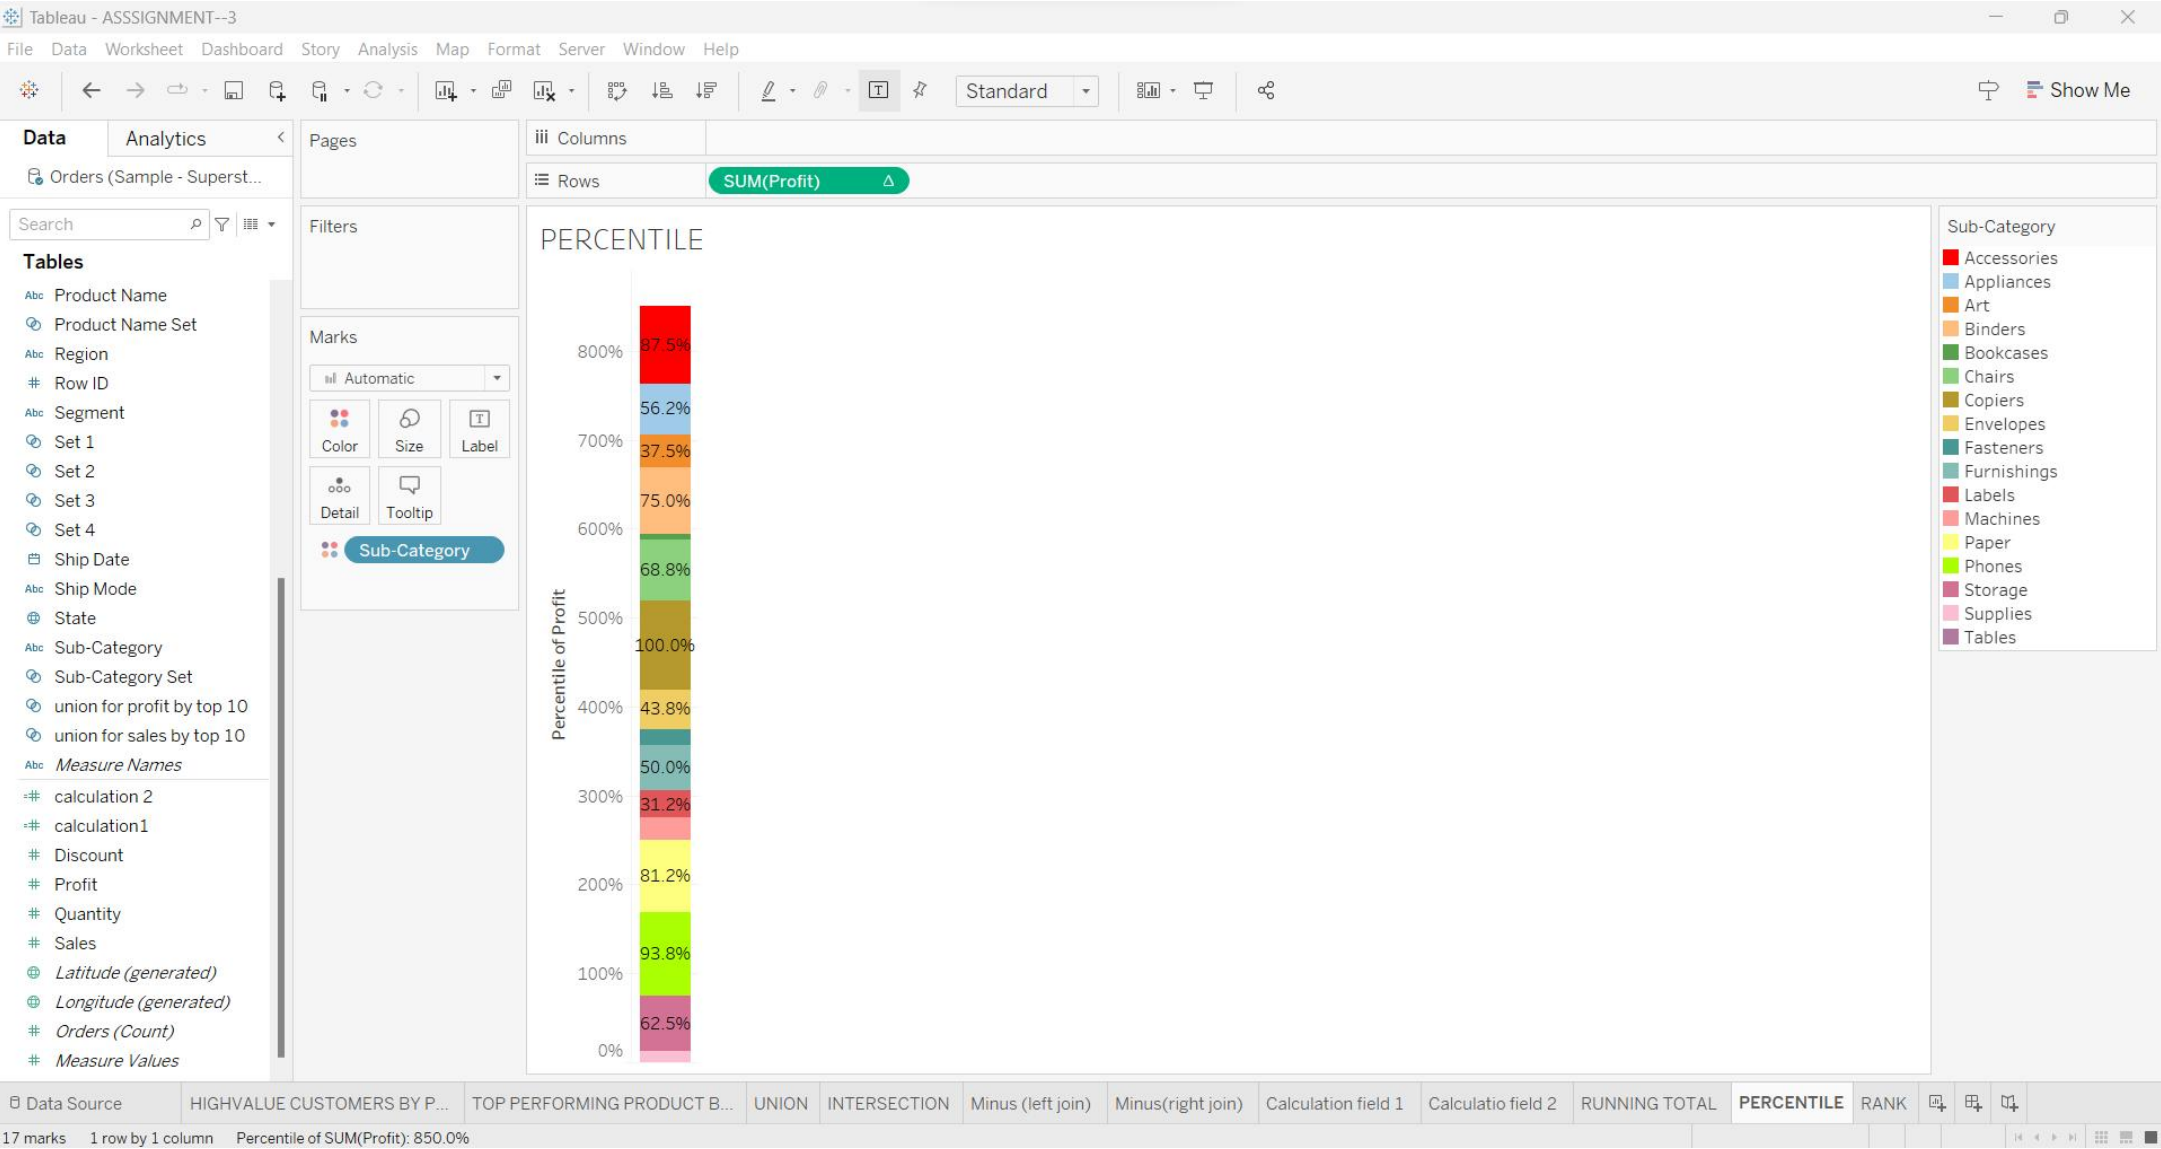 Tableau - ASSSIGNMENT--3
File Data Worksheet Dashboard Story Analysis Map Format Server Window Help
Standard
Show Me
Data Analytics
Orders (Sample - Superst...
Search
Tables
Abc Product Name
Product Name Set
Abc Region
# Row ID
Abc Segment
Set 1
Set 2
Set 3
Set 4
Ship Date
Abc Ship Mode
State
Abc Sub-Category
Sub-Category Set
union for profit by top 10
union for sales by top 10
Abc Measure Names
=# calculation 2
=# calculation1
# Discount
# Profit
# Quantity
# Sales
Latitude (generated)
Longitude (generated)
# Orders (Count)
# Measure Values
Pages
Filters
Marks
Automatic
Color Size T Label
Detail Tooltip
Sub-Category
iii Columns
Rows SUM(Profit) Δ
PERCENTILE
Percentile of Profit
800%
700%
600%
500%
400%
300%
200%
100%
0%
87.5%
56.2%
37.5%
75.0%
68.8%
100.0%
43.8%
50.0%
31.2%
81.2%
93.8%
62.5%
Sub-Category
Accessories
Appliances
Art
Binders
Bookcases
Chairs
Copiers
Envelopes
Fasteners
Furnishings
Labels
Machines
Paper
Phones
Storage
Supplies
Tables
Data Source HIGHVALUE CUSTOMERS BY P... TOP PERFORMING PRODUCT B... UNION INTERSECTION Minus (left join) Minus(right join) Calculation field 1 Calculatio field 2 RUNNING TOTAL PERCENTILE RANK
17 marks 1 row by 1 column Percentile of SUM(Profit): 850.0%